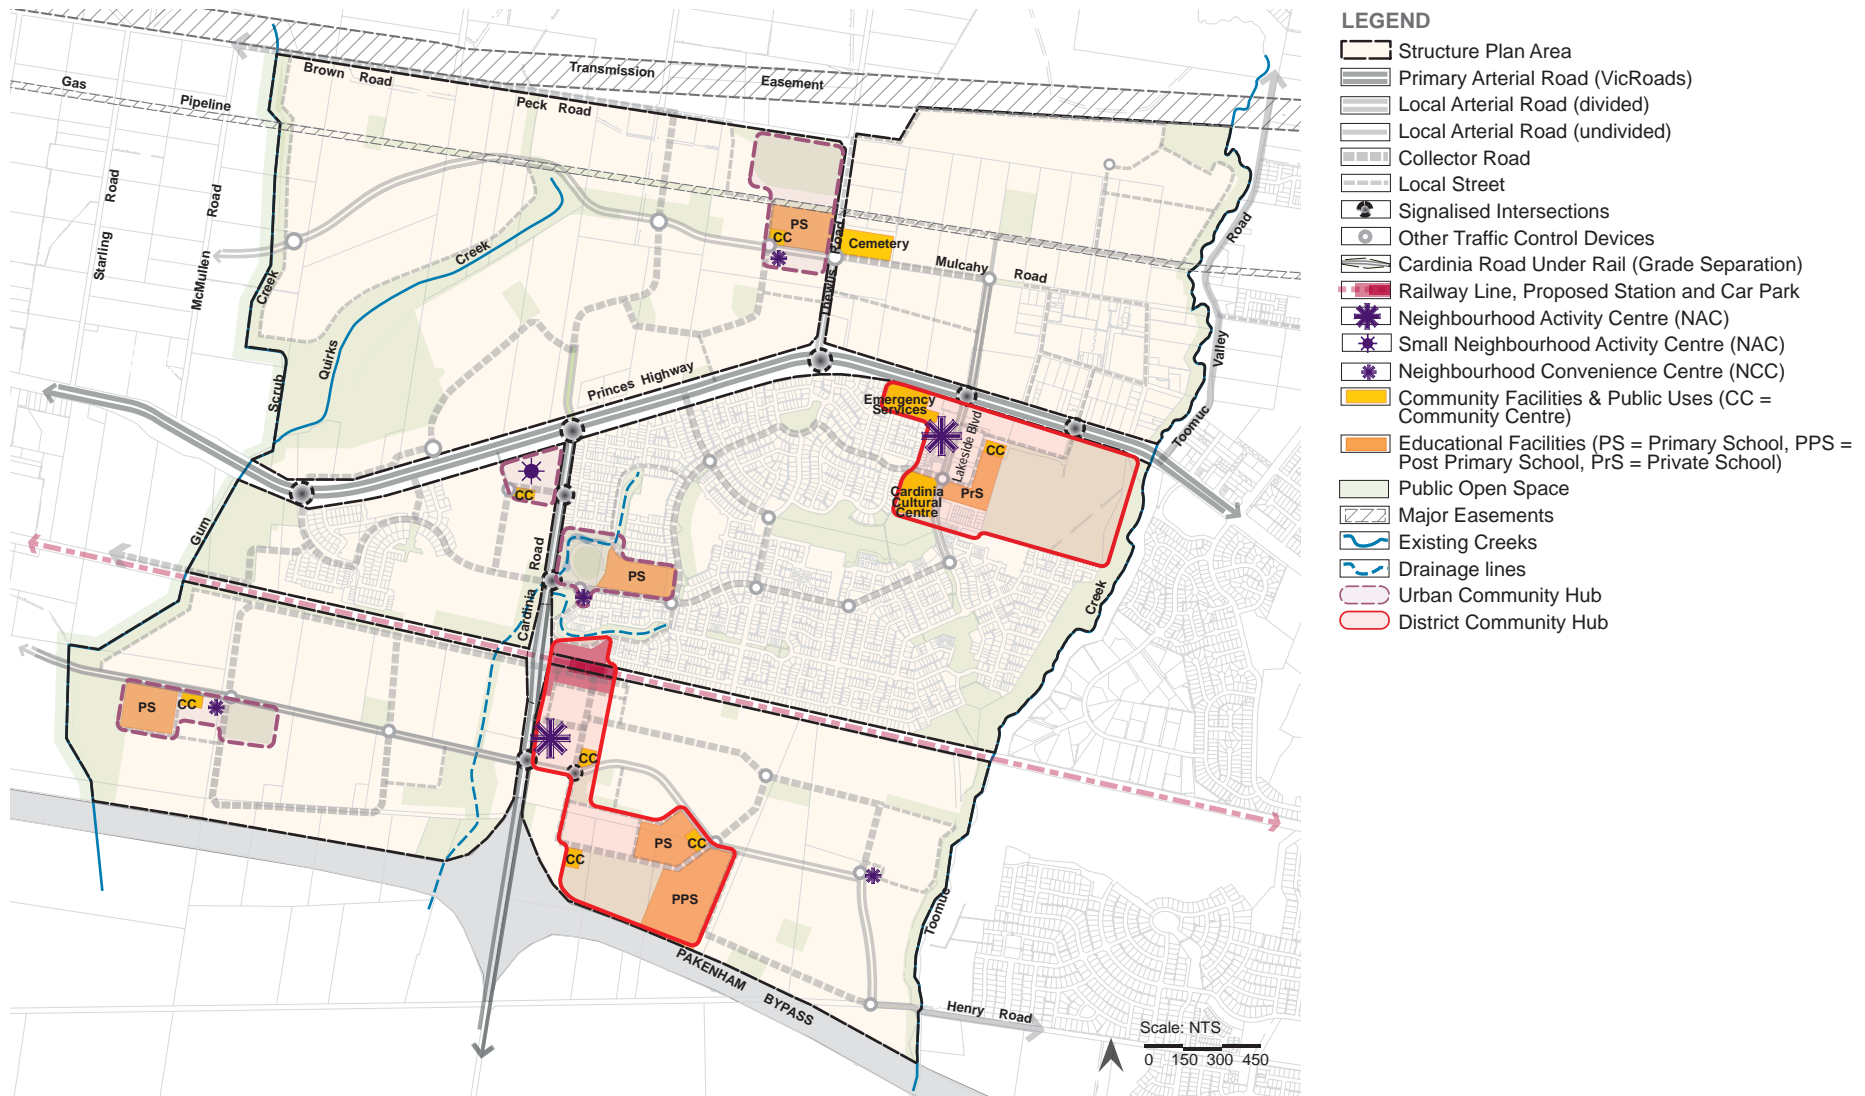 LEGEND
Structure Plan Area
Primary Arterial Road (VicRoads)
Local Arterial Road (divided)
Local Arterial Road (undivided)
Collector Road
Local Street
Signalised Intersections
Other Traffic Control Devices
Cardinia Road Under Rail (Grade Separation)
Railway Line, Proposed Station and Car Park
Neighbourhood Activity Centre (NAC)
Small Neighbourhood Activity Centre (NAC)
Neighbourhood Convenience Centre (NCC)
Community Facilities & Public Uses (CC =
Community Centre)
Educational Facilities (PS = Primary School, PPS =
Post Primary School, PrS = Private School)
Public Open Space
Major Easements
Existing Creeks
Drainage lines
Urban Community Hub
District Community Hub
Gas Pipeline
Brown Road
Peck Road
Transmission Easement
Starling Road
McMullen Road
Scrub Creek
Quirks Creek
Gum
PS
CC
Cemetery
Thewlis Road
Mulcahy Road
Toomuc Valley Road
Princes Highway
Emergency
Services
Lakeside Blvd
CC
PrS
Cardinia
Cultural
Centre
CC
Cardinia Road
PS
Creek
PS
CC
CC
PS
CC
CC
PPS
Toomuc
PAKENHAM BYPASS
Henry Road
Scale: NTS
0 150 300 450